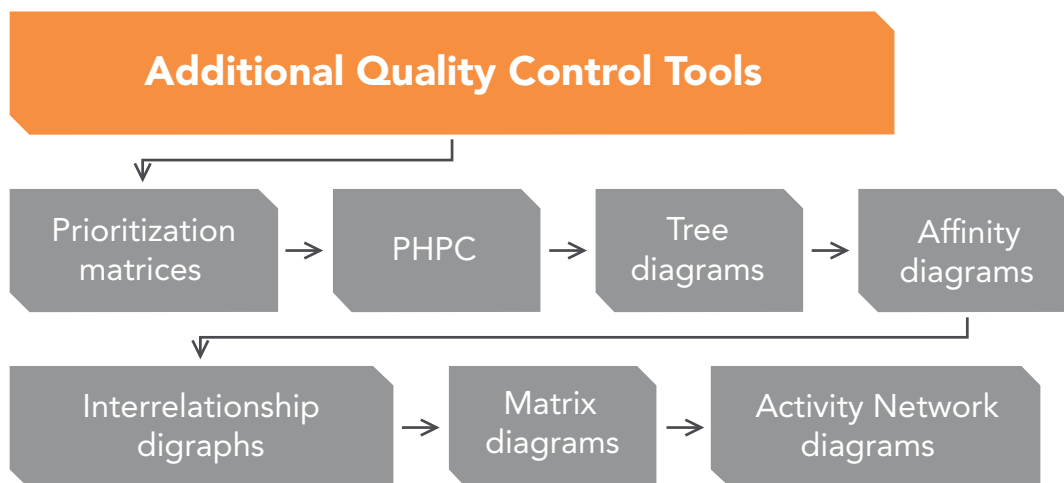 Additional Quality Control Tools
Prioritization
matrices
PHPC
Tree
diagrams
Affinity
diagrams
Interrelationship
digraphs
Matrix
diagrams
Activity Network
diagrams